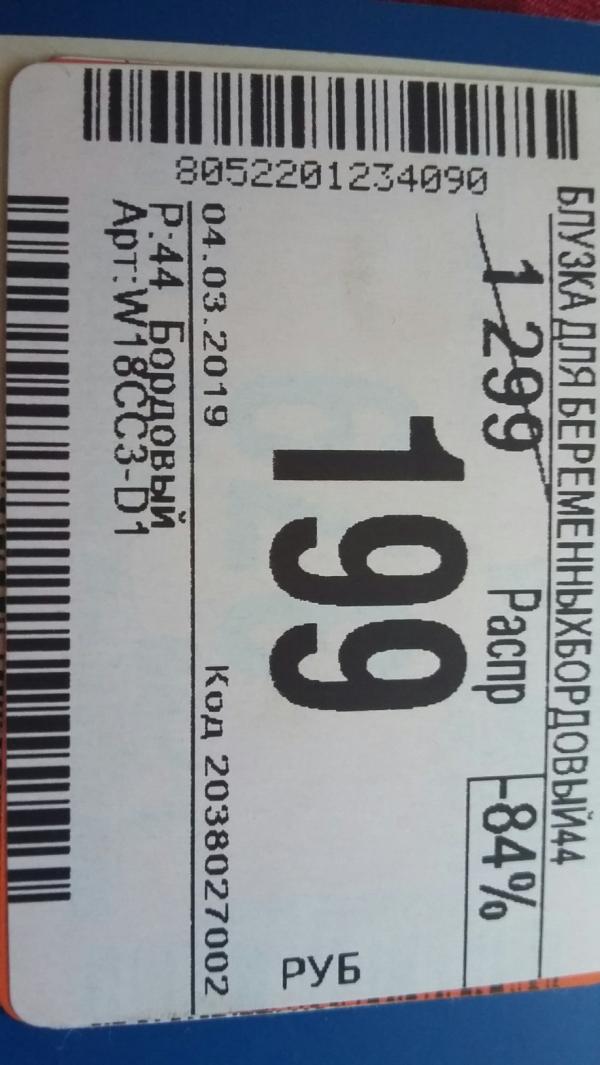 БЛУЗКА ДЛЯ БЕРЕМЕННЫХБОРДОВЫЙ44
1 299 Распр -84%
199
РУБ
04.03.2019 Код 2038027002
Р:44 Бордовый
Арт:W18CC3-D1
8052201234090